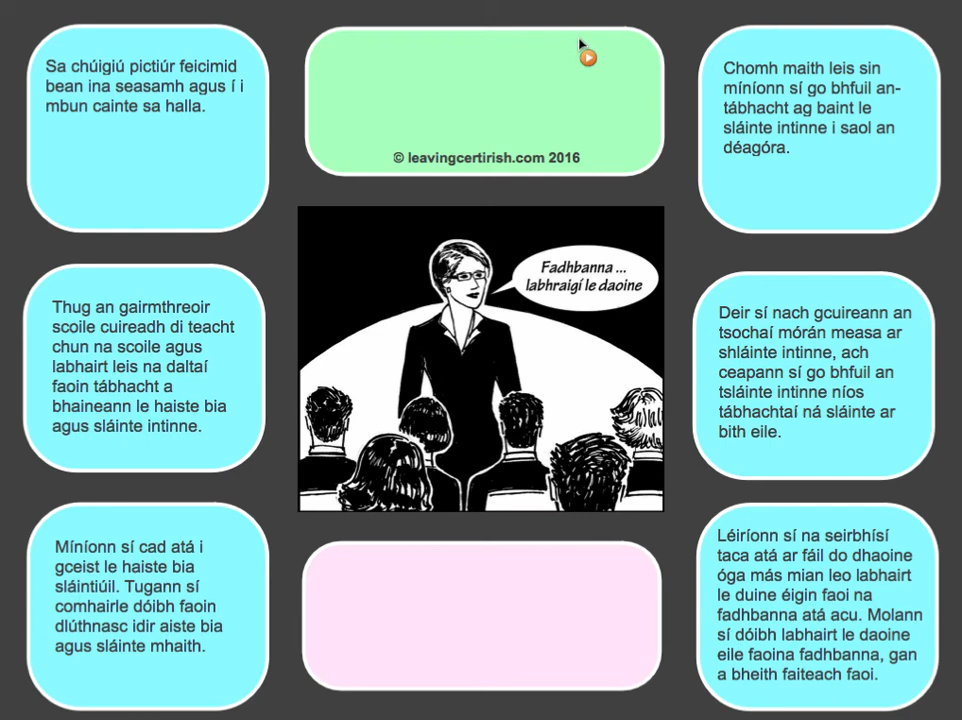 Sa chúigiú pictiúr feicimid
bean ina seasamh agus í i
mbun cainte sa halla.
Thug an gairmthreoir
scoile cuireadh di teacht
chun na scoile agus
labhairt leis na daltaí
faoin tábhacht a
bhaineann le haiste bia
agus sláinte intinne.
Míníonn sí cad atá i
gceist le haiste bia
sláintiúil. Tugann sí
comhairle dóibh faoin
dlúthnasc idir aiste bia
agus sláinte mhaith.
© leavingcertirish.com 2016
Fadhbanna ...
labhraigí le daoine
Chomh maith leis sin
míníonn sí go bhfuil an-
tábhacht ag baint le
sláinte intinne i saol an
déagóra.
Deir sí nach gcuireann an
tsochaí mórán measa ar
shláinte intinne, ach
ceapann sí go bhfuil an
tsláinte intinne níos
tábhachtaí ná sláinte ar
bith eile.
Léiríonn sí na seirbhísí
taca atá ar fáil do dhaoine
óga más mian leo labhairt
le duine éigin faoi na
fadhbanna atá acu. Molann
sí dóibh labhairt le daoine
eile faoina fadhbanna, gan
a bheith faiteach faoi.